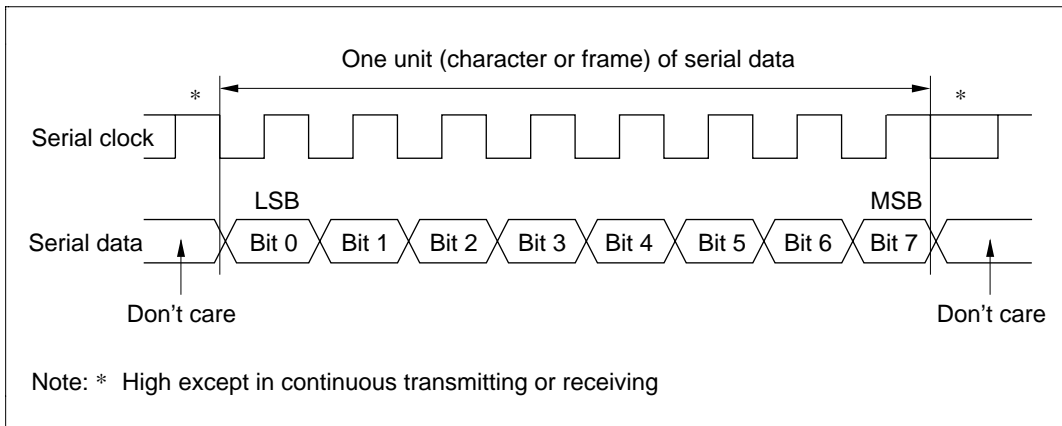 One unit (character or frame) of serial data
* *
Serial clock
LSB MSB
Serial data Bit 0 Bit 1 Bit 2 Bit 3 Bit 4 Bit 5 Bit 6 Bit 7
Don’t care Don’t care
Note: * High except in continuous transmitting or receiving